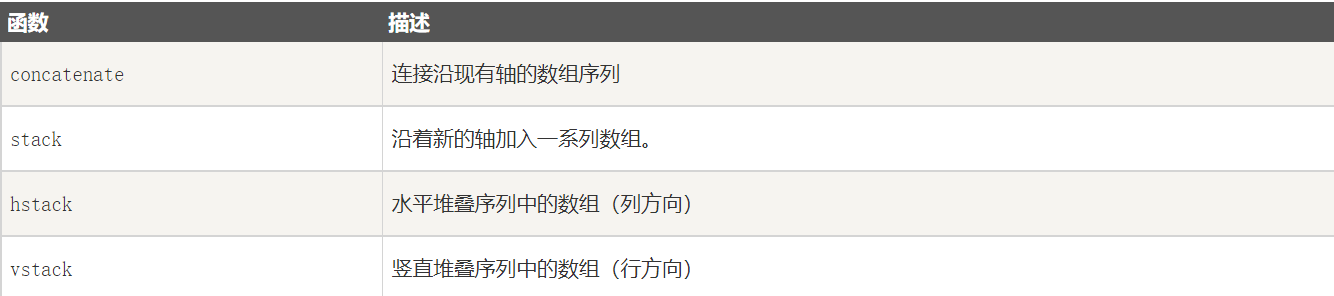 函数 描述
concatenate 连接沿现有轴的数组序列
stack 沿着新的轴加入一系列数组。
hstack 水平堆叠序列中的数组（列方向）
vstack 竖直堆叠序列中的数组（行方向）